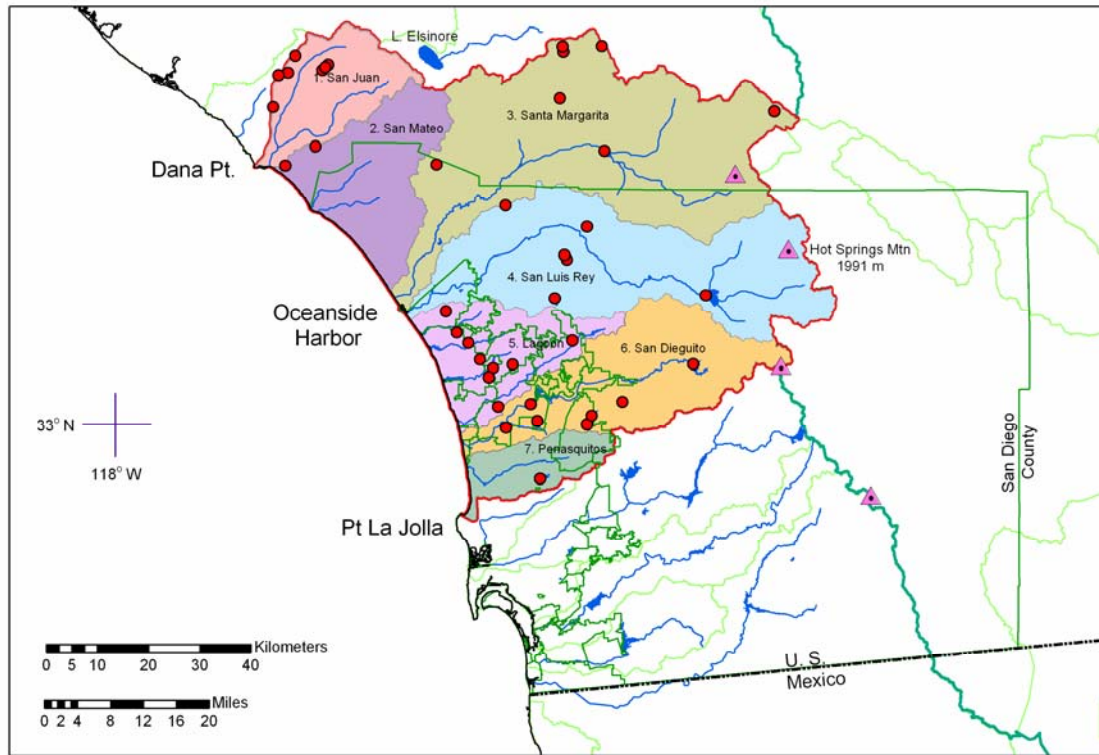 L. Elsinore
1. San Juan
2. San Mateo
3. Santa Margarita
Dana Pt.
Hot Springs Mtn
1991 m
4. San Luis Rey
Oceanside
Harbor
5. Lagoon
6. San Dieguito
33° N
118° W
7. Penasquitos
San Diego
County
Pt La Jolla
Kilometers
0 5 10 20 30 40
Miles
0 2 4 8 12 16 20
U. S.
Mexico